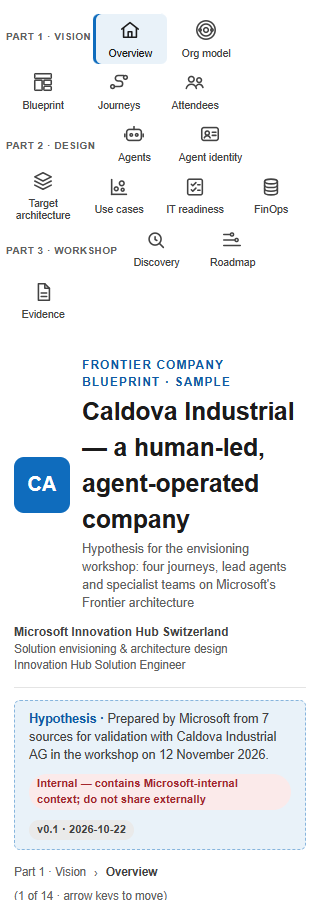 PART 1 · VISION
Overview
Org model
Blueprint
Journeys
Attendees
PART 2 · DESIGN
Agents
Agent identity
Target
architecture
Use cases
IT readiness
FinOps
PART 3 · WORKSHOP
Discovery
Roadmap
Evidence
FRONTIER COMPANY
BLUEPRINT · SAMPLE
CA
Caldova Industrial
— a human-led,
agent-operated
company
Hypothesis for the envisioning
workshop: four journeys, lead agents
and specialist teams on Microsoft's
Frontier architecture
Microsoft Innovation Hub Switzerland
Solution envisioning & architecture design
Innovation Hub Solution Engineer
Hypothesis · Prepared by Microsoft from 7
sources for validation with Caldova Industrial
AG in the workshop on 12 November 2026.
Internal — contains Microsoft-internal
context; do not share externally
v0.1 · 2026-10-22
Part 1 · Vision › Overview
(1 of 14 · arrow keys to move)